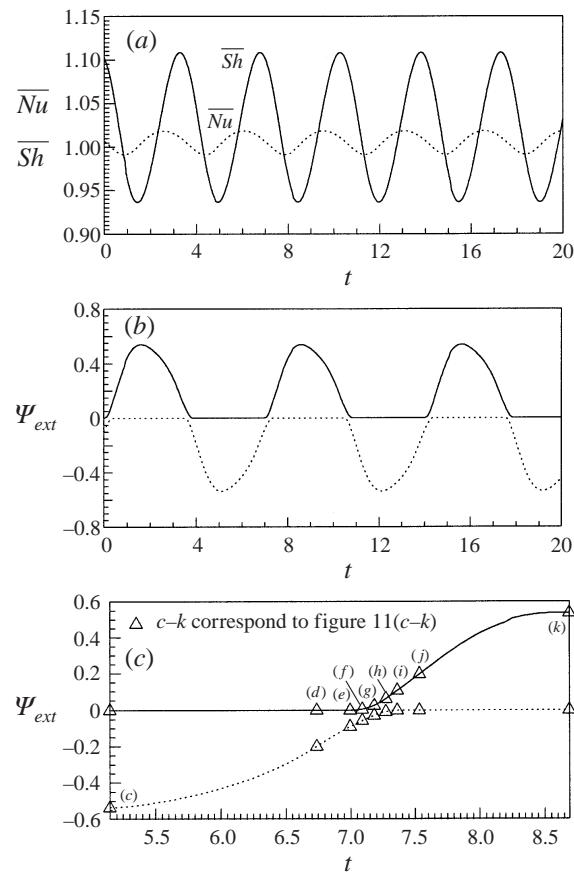 (a)
1.15
1.10
1.05
1.00
0.95
0.90
Nu
Sh
Sh
Nu
0 4 8 12 16 20
t
(b)
0.8
0.4
0
–0.4
–0.8
Ψext
0 4 8 12 16 20
t
(c)
△ c–k correspond to figure 11(c–k)
0.6
0.4
0.2
0
–0.2
–0.4
–0.6
Ψext
(c)
(d)
(e)
(f)
(g)
(h)
(i)
(j)
(k)
5.5 6.0 6.5 7.0 7.5 8.0 8.5
t